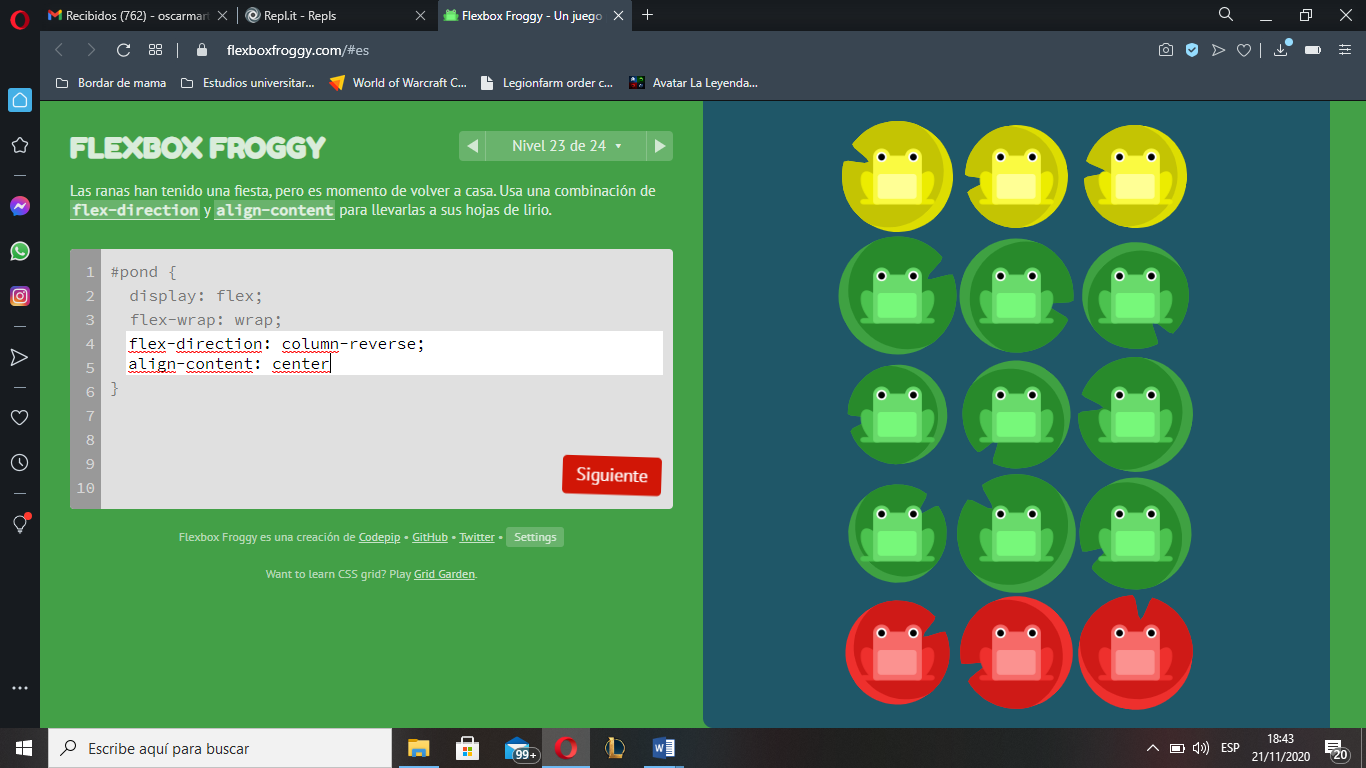 Recibidos (762) - oscarmar
Repl.it - Repls
Flexbox Froggy - Un juego
flexboxfroggy.com/#es
Bordar de mama
Estudios universitar...
World of Warcraft C...
Legionfarm order c...
Avatar La Leyenda...
FLEXBOX FROGGY
Nivel 23 de 24
Las ranas han tenido una fiesta, pero es momento de volver a casa. Usa una combinación de
flex-direction y align-content para llevarlas a sus hojas de lirio.
1 #pond {
2 display: flex;
3 flex-wrap: wrap;
4 flex-direction: column-reverse;
5 align-content: center
6 }
7
8
9
10
Siguiente
Flexbox Froggy es una creación de Codepip • GitHub • Twitter • Settings
Want to learn CSS grid? Play Grid Garden.
Escribe aquí para buscar
99+
ESP
18:43
21/11/2020
20